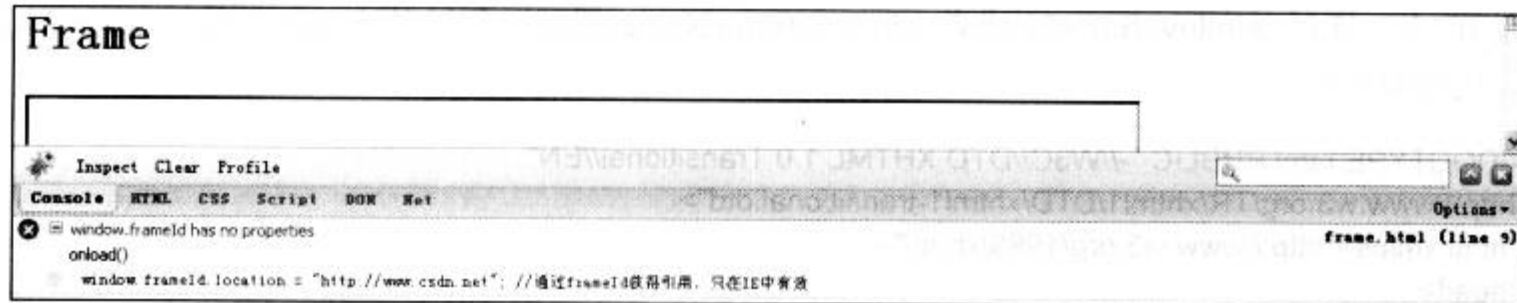 Frame
Inspect Clear Profile
Console HTML CSS Script DOM Net
Options
window.frameId has no properties
frame.html (line 9)
onload()
window.frameId.location = "http://www.csdn.net"; //通过frameId获得引用，只在IE中有效